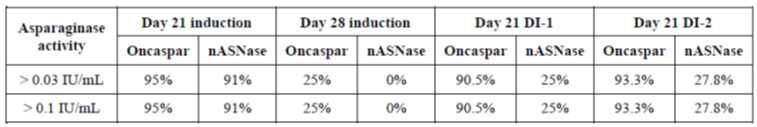 Asparaginase activity Day 21 induction Day 28 induction Day 21 DI-1 Day 21 DI-2
Oncaspar nASNase Oncaspar nASNase Oncaspar nASNase Oncaspar nASNase
> 0.03 IU/mL 95% 91% 25% 0% 90.5% 25% 93.3% 27.8%
> 0.1 IU/mL 95% 91% 25% 0% 90.5% 25% 93.3% 27.8%